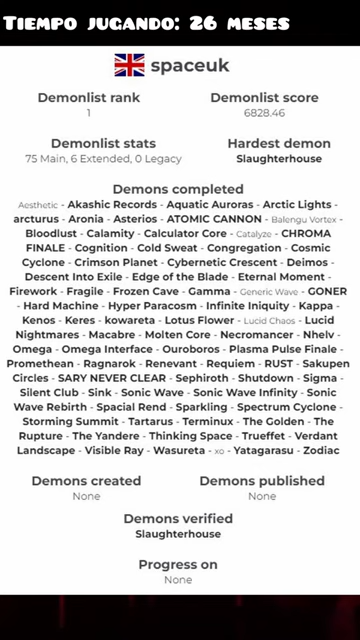 Tiempo jugando: 26 meses
spaceuk
Demonlist rank
1
Demonlist score
6828.46
Demonlist stats
75 Main, 6 Extended, 0 Legacy
Hardest demon
Slaughterhouse
Demons completed
Aesthetic - Akashic Records - Aquatic Auroras - Arctic Lights -
arcturus - Aronia - Asterios - ATOMIC CANNON - Balengu Vortex -
Bloodlust - Calamity - Calculator Core - Catalyze - CHROMA
FINALE - Cognition - Cold Sweat - Congregation - Cosmic
Cyclone - Crimson Planet - Cybernetic Crescent - Deimos -
Descent Into Exile - Edge of the Blade - Eternal Moment -
Firework - Fragile - Frozen Cave - Gamma - Generic Wave - GONER
- Hard Machine - Hyper Paracosm - Infinite Iniquity - Kappa -
Kenos - Keres - kowareta - Lotus Flower - Lucid Chaos - Lucid
Nightmares - Macabre - Molten Core - Necromancer - Nhelv -
Omega - Omega Interface - Ouroboros - Plasma Pulse Finale -
Promethean - Ragnarok - Renevant - Requiem - RUST - Sakupen
Circles - SARY NEVER CLEAR - Sephiroth - Shutdown - Sigma -
Silent Club - Sink - Sonic Wave - Sonic Wave Infinity - Sonic
Wave Rebirth - Spacial Rend - Sparkling - Spectrum Cyclone -
Storming Summit - Tartarus - Terminux - The Golden - The
Rupture - The Yandere - Thinking Space - Trueffet - Verdant
Landscape - Visible Ray - Wasureta - xo - Yatagarasu - Zodiac
Demons created
None
Demons published
None
Demons verified
Slaughterhouse
Progress on
None